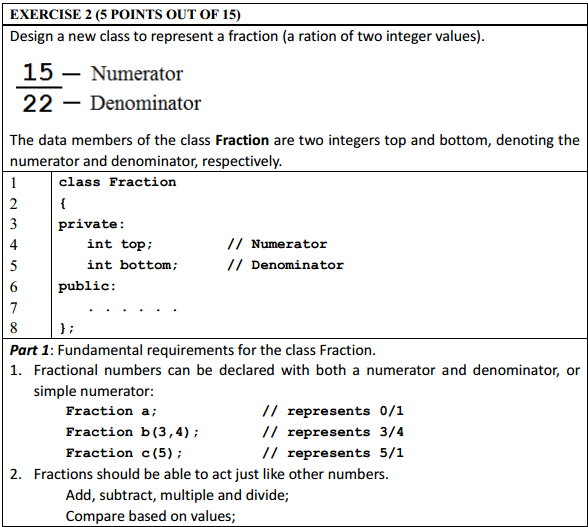 EXERCISE 2 (5 POINTS OUT OF 15)
Design a new class to represent a fraction (a ration of two integer values).
15 — Numerator
22 — Denominator
The data members of the class Fraction are two integers top and bottom, denoting the
numerator and denominator, respectively.
1 class Fraction
2 {
3 private:
4 int top; // Numerator
5 int bottom; // Denominator
6 public:
7 . . . . . .
8 };
Part 1: Fundamental requirements for the class Fraction.
1. Fractional numbers can be declared with both a numerator and denominator, or
simple numerator:
Fraction a; // represents 0/1
Fraction b(3,4); // represents 3/4
Fraction c(5); // represents 5/1
2. Fractions should be able to act just like other numbers.
Add, subtract, multiple and divide;
Compare based on values;